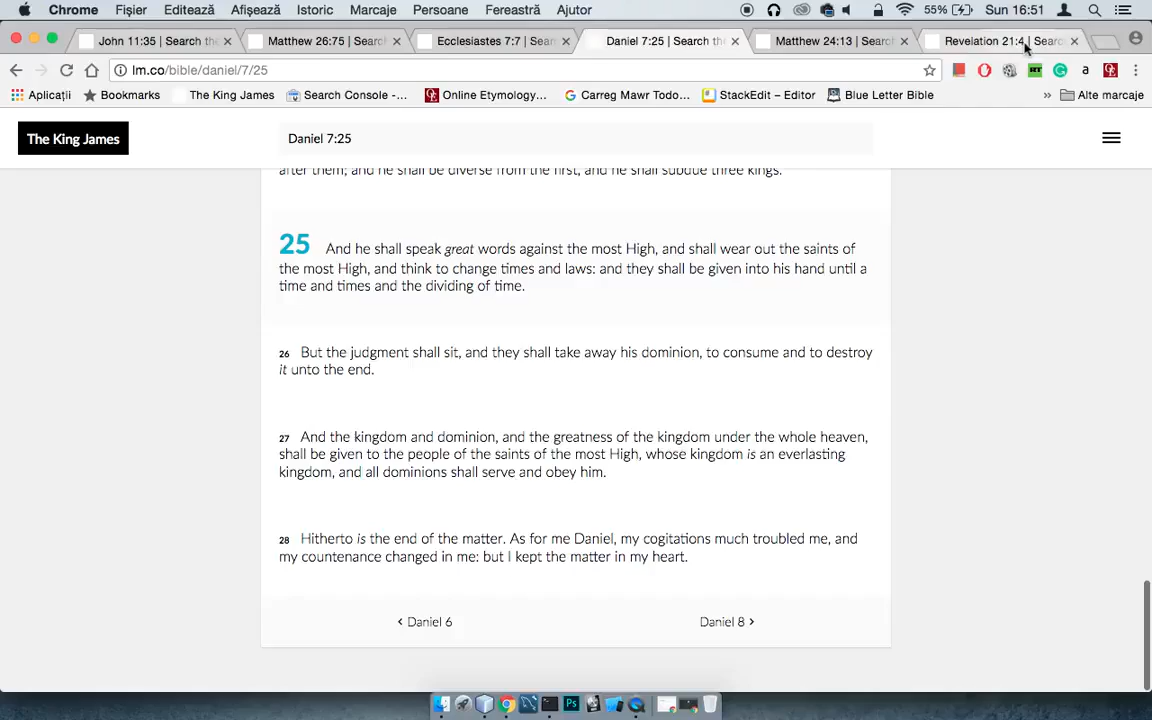 Chrome Fișier Editează Afișează Istoric Marcaje Persoane Fereastră Ajutor 55% Sun 16:51
John 11:35 | Search the Matthew 26:75 | Search Ecclesiastes 7:7 | Search Daniel 7:25 | Search the Matthew 24:13 | Search Revelation 21:4 | Search
lm.co/bible/daniel/7/25
Aplicații Bookmarks The King James Search Console -... Online Etymology... Carreg Mawr Todo... StackEdit – Editor Blue Letter Bible » Alte marcaje
The King James Daniel 7:25
after them; and he shall be diverse from the first, and he shall subdue three kings.
25 And he shall speak great words against the most High, and shall wear out the saints of
the most High, and think to change times and laws: and they shall be given into his hand until a
time and times and the dividing of time.
26 But the judgment shall sit, and they shall take away his dominion, to consume and to destroy
it unto the end.
27 And the kingdom and dominion, and the greatness of the kingdom under the whole heaven,
shall be given to the people of the saints of the most High, whose kingdom is an everlasting
kingdom, and all dominions shall serve and obey him.
28 Hitherto is the end of the matter. As for me Daniel, my cogitations much troubled me, and
my countenance changed in me: but I kept the matter in my heart.
< Daniel 6 Daniel 8 >